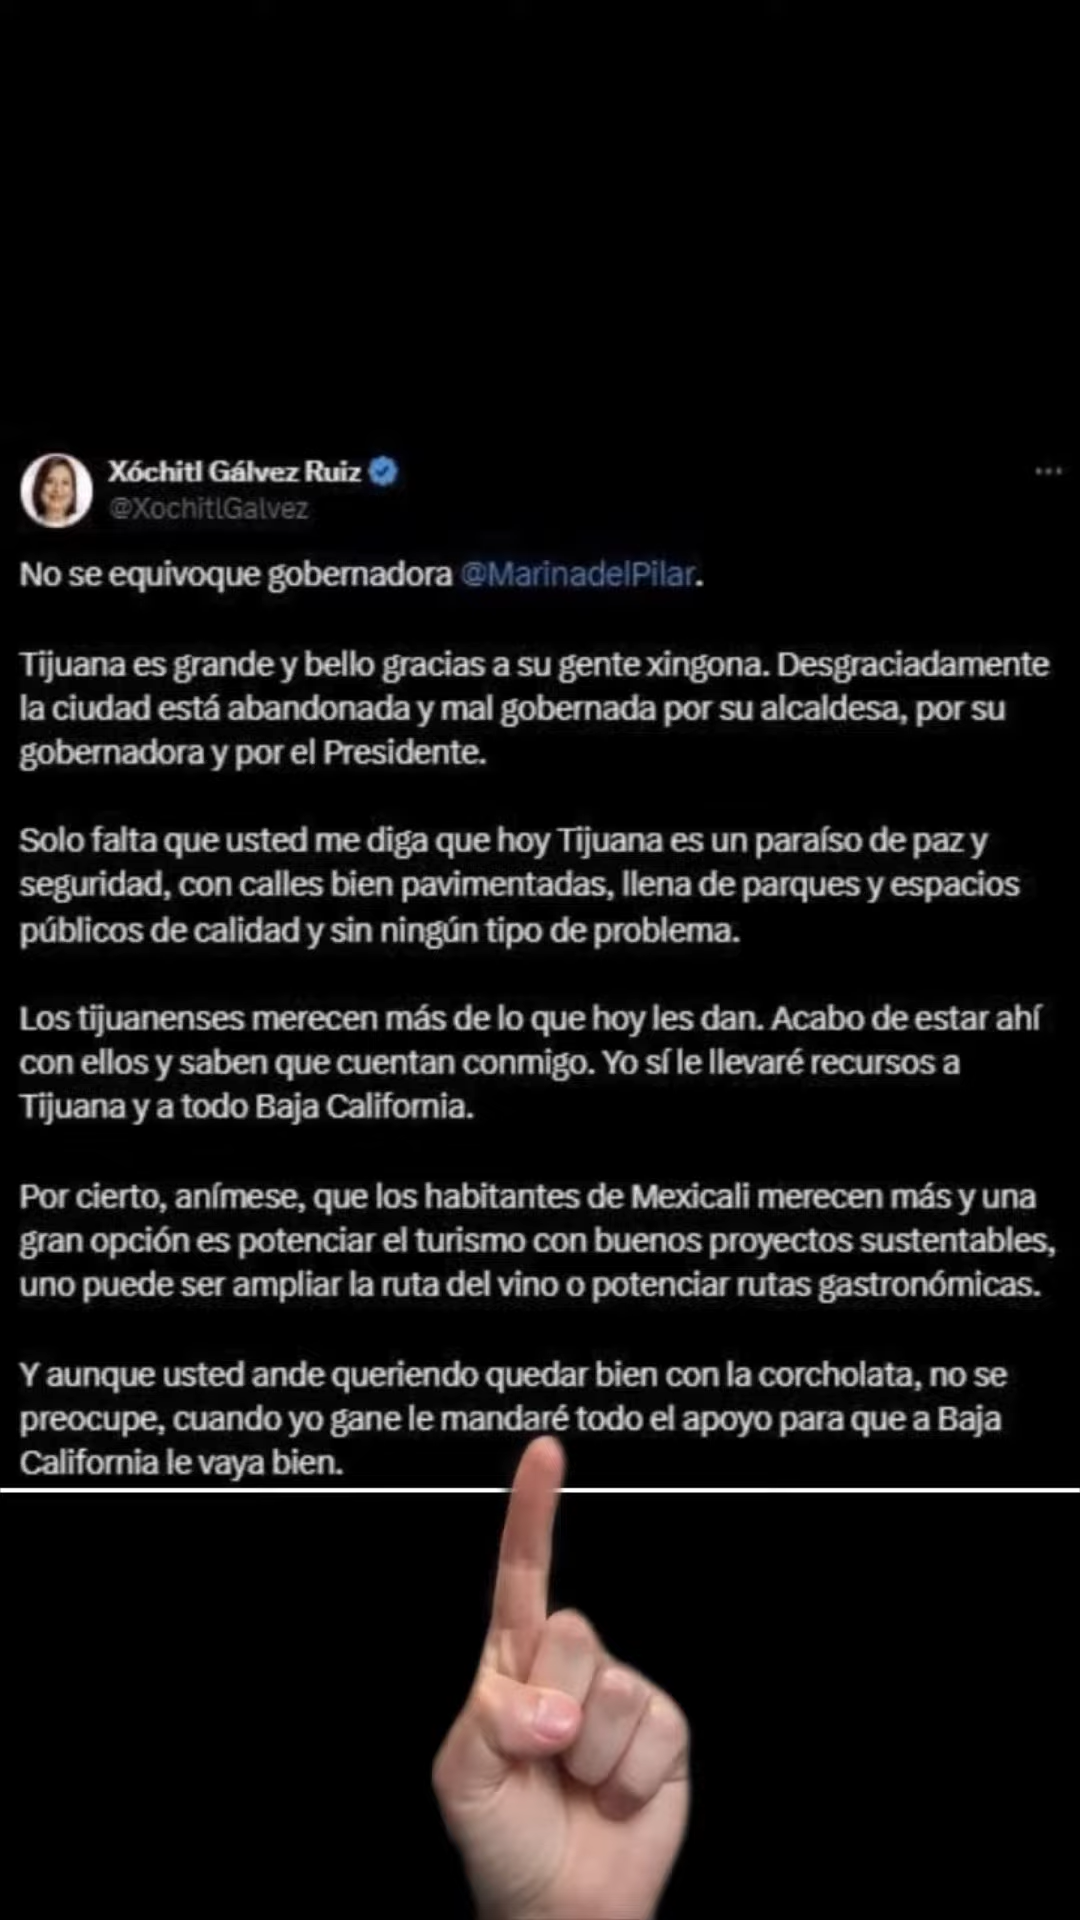 Xóchitl Gálvez Ruiz
@XochitlGalvez
No se equivoque gobernadora @MarinadelPilar.
Tijuana es grande y bello gracias a su gente xingona. Desgraciadamente
la ciudad está abandonada y mal gobernada por su alcaldesa, por su
gobernadora y por el Presidente.
Solo falta que usted me diga que hoy Tijuana es un paraíso de paz y
seguridad, con calles bien pavimentadas, llena de parques y espacios
públicos de calidad y sin ningún tipo de problema.
Los tijuanenses merecen más de lo que hoy les dan. Acabo de estar ahí
con ellos y saben que cuentan conmigo. Yo sí le llevaré recursos a
Tijuana y a todo Baja California.
Por cierto, anímese, que los habitantes de Mexicali merecen más y una
gran opción es potenciar el turismo con buenos proyectos sustentables,
uno puede ser ampliar la ruta del vino o potenciar rutas gastronómicas.
Y aunque usted ande queriendo quedar bien con la corcholata, no se
preocupe, cuando yo gane le mandaré todo el apoyo para que a Baja
California le vaya bien.